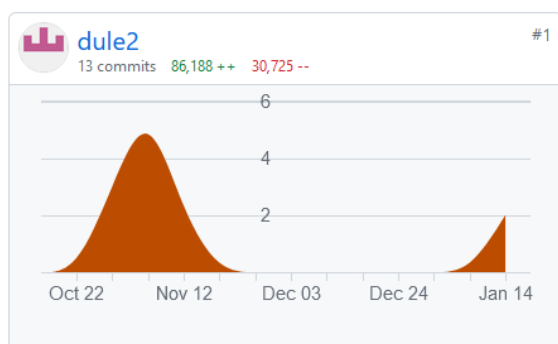 dule2
#1
13 commits 86,188 ++ 30,725 --
6
4
2
Oct 22 Nov 12 Dec 03 Dec 24 Jan 14